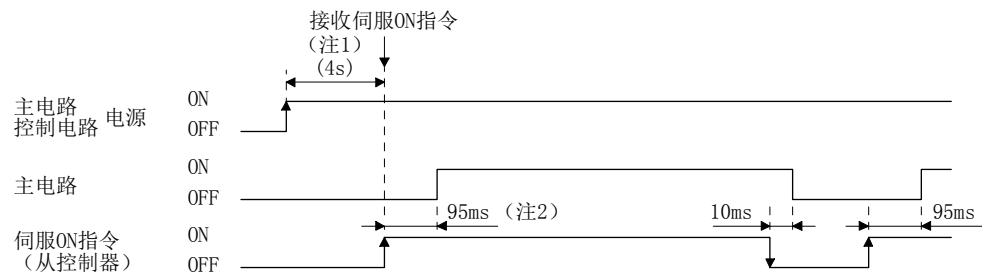 接收伺服ON指令
（注1）
(4s)
主电路
控制电路 电源
ON
OFF
主电路
ON
OFF
95ms （注2）
10ms
95ms
伺服ON指令
（从控制器）
ON
OFF